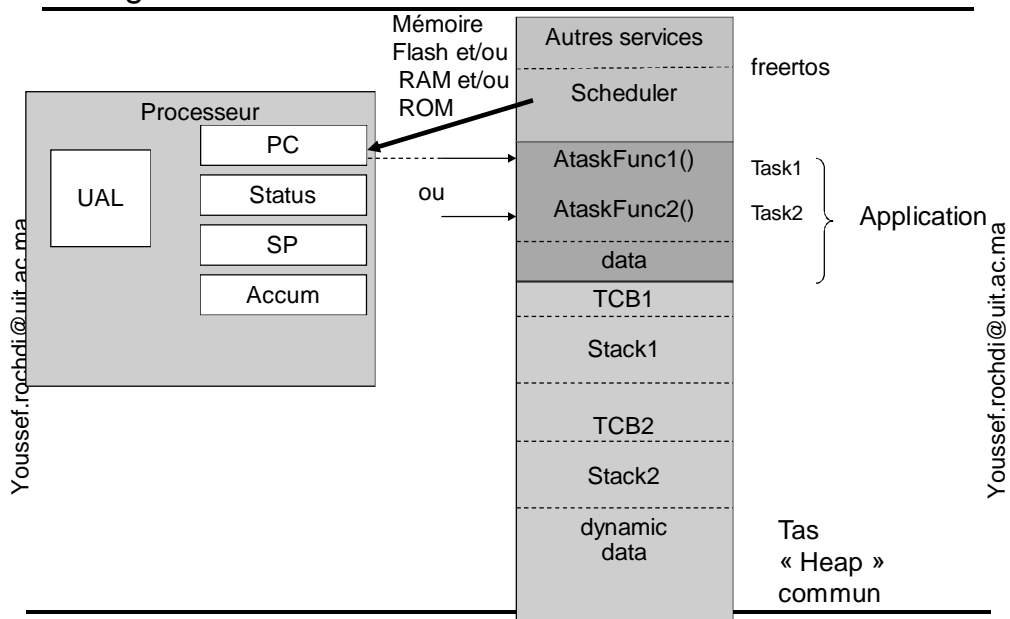 Mémoire
Flash et/ou
RAM et/ou
ROM
Autres services
freertos
Scheduler
Processeur
PC
UAL
Status
SP
Accum
ou
AtaskFunc1()
Task1
AtaskFunc2()
Task2
Application
data
TCB1
Stack1
TCB2
Stack2
dynamic
data
Tas
« Heap »
commun
Youssef.rochdi@uit.ac.ma
Youssef.rochdi@uit.ac.ma